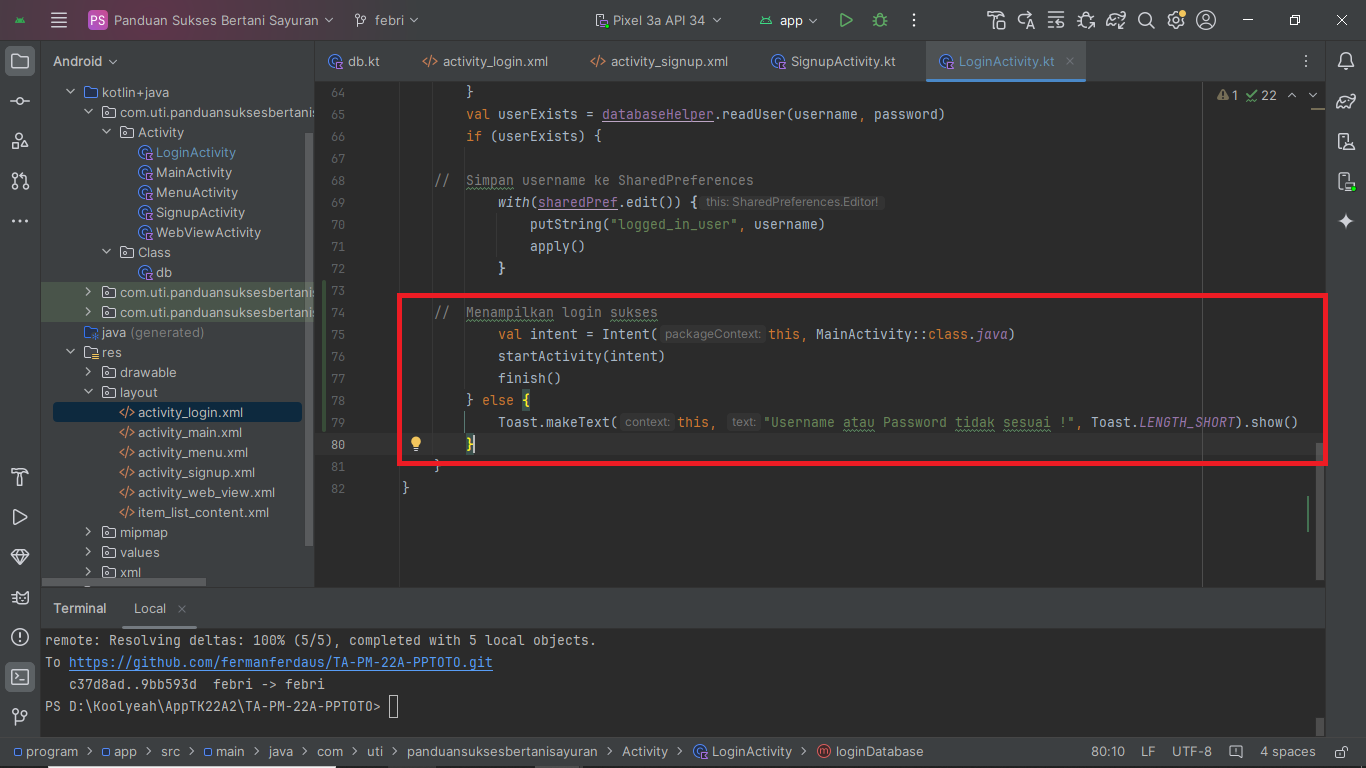 PS Panduan Sukses Bertani Sayuran febri Pixel 3a API 34 app
Android
db.kt activity_login.xml activity_signup.xml SignupActivity.kt LoginActivity.kt
kotlin+java
com.uti.panduansuksesbertanis
Activity
LoginActivity
MainActivity
MenuActivity
SignupActivity
WebViewActivity
Class
db
com.uti.panduansuksesbertanis
com.uti.panduansuksesbertanis
java (generated)
res
drawable
layout
activity_login.xml
activity_main.xml
activity_menu.xml
activity_signup.xml
activity_web_view.xml
item_list_content.xml
mipmap
values
xml
1 22
64 }
65 val userExists = databaseHelper.readUser(username, password)
66 if (userExists) {
67
68 // Simpan username ke SharedPreferences
69 with(sharedPref.edit()) { this: SharedPreferences.Editor!
70 putString("logged_in_user", username)
71 apply()
72 }
73
74 // Menampilkan login sukses
75 val intent = Intent( packageContext: this, MainActivity::class.java)
76 startActivity(intent)
77 finish()
78 } else {
79 Toast.makeText( context: this, text: "Username atau Password tidak sesuai !", Toast.LENGTH_SHORT).show()
80 }
81 }
82 }
Terminal Local
remote: Resolving deltas: 100% (5/5), completed with 5 local objects.
To https://github.com/fermanferdaus/TA-PM-22A-PPTOTO.git
c37d8ad..9bb593d febri -> febri
PS D:\Koolyeah\AppTK22A2\TA-PM-22A-PPTOTO>
program > app > src > main > java > com > uti > panduansuksesbertanisayuran > Activity > LoginActivity > loginDatabase 80:10 LF UTF-8 4 spaces